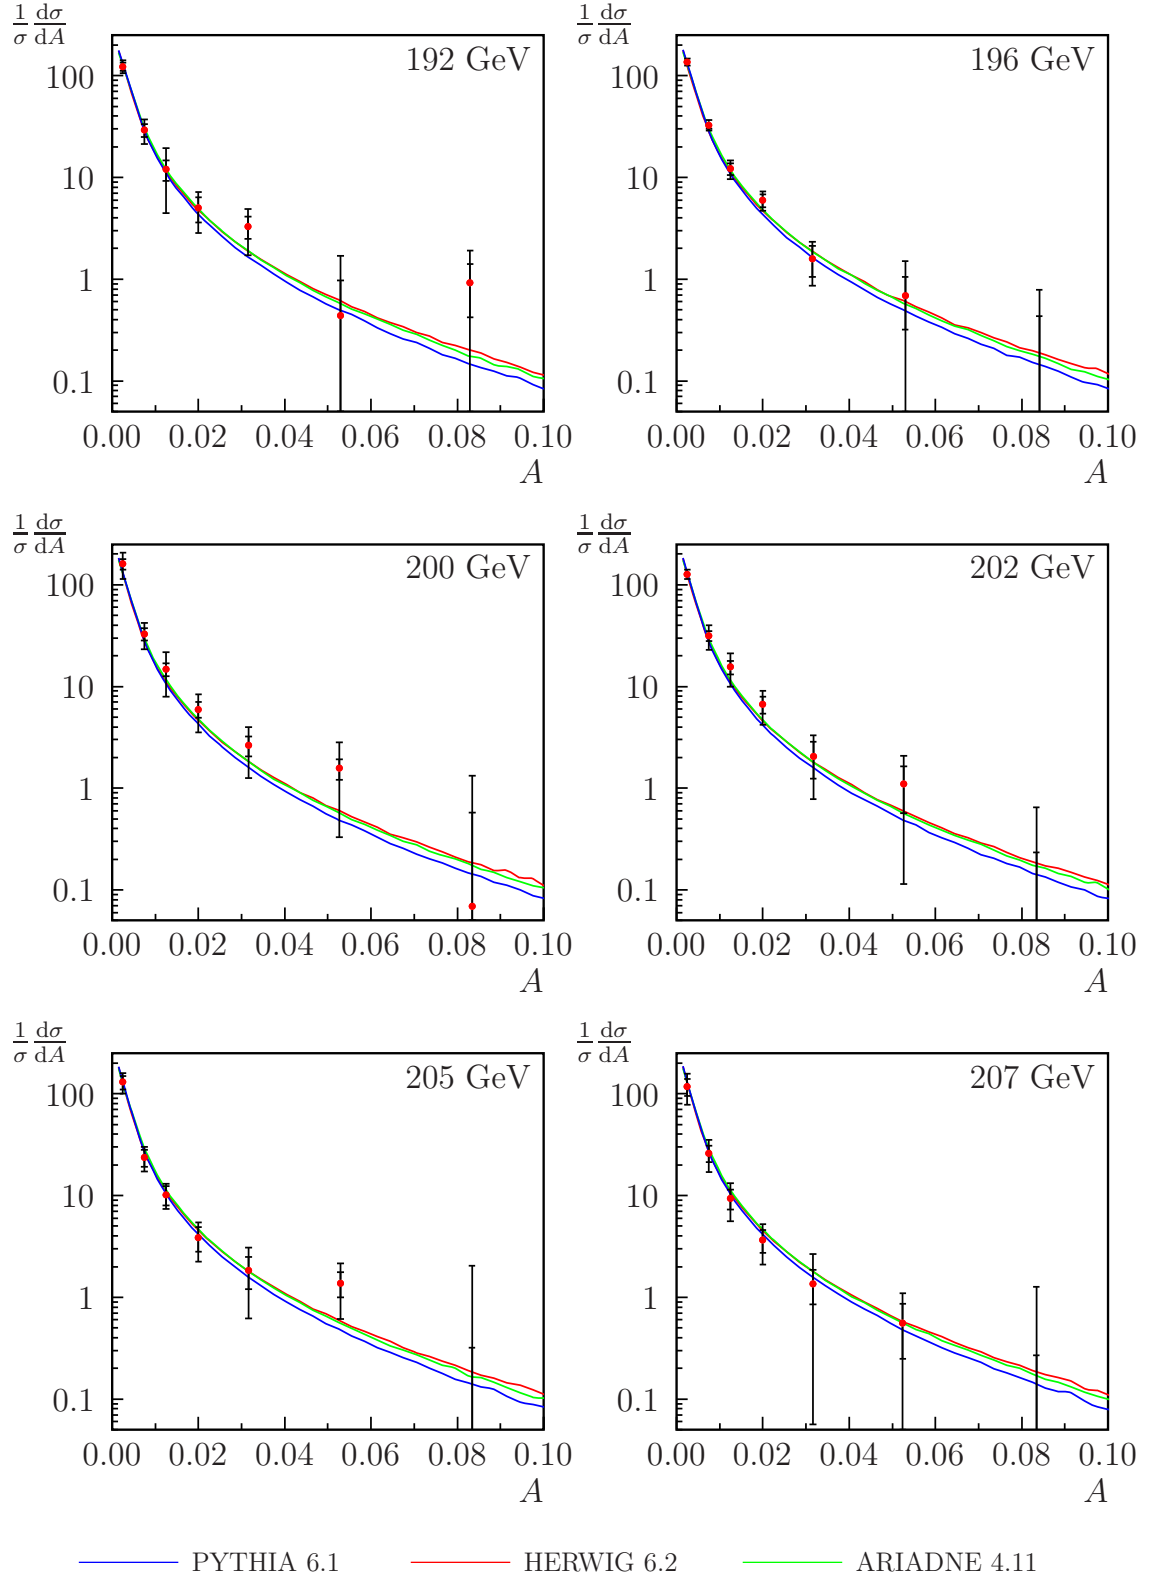 1/σ dσ/dA 192 GeV
100
10
1
0.1
0.00 0.02 0.04 0.06 0.08 0.10
A
1/σ dσ/dA 196 GeV
100
10
1
0.1
0.00 0.02 0.04 0.06 0.08 0.10
A
1/σ dσ/dA 200 GeV
100
10
1
0.1
0.00 0.02 0.04 0.06 0.08 0.10
A
1/σ dσ/dA 202 GeV
100
10
1
0.1
0.00 0.02 0.04 0.06 0.08 0.10
A
1/σ dσ/dA 205 GeV
100
10
1
0.1
0.00 0.02 0.04 0.06 0.08 0.10
A
1/σ dσ/dA 207 GeV
100
10
1
0.1
0.00 0.02 0.04 0.06 0.08 0.10
A
PYTHIA 6.1 HERWIG 6.2 ARIADNE 4.11